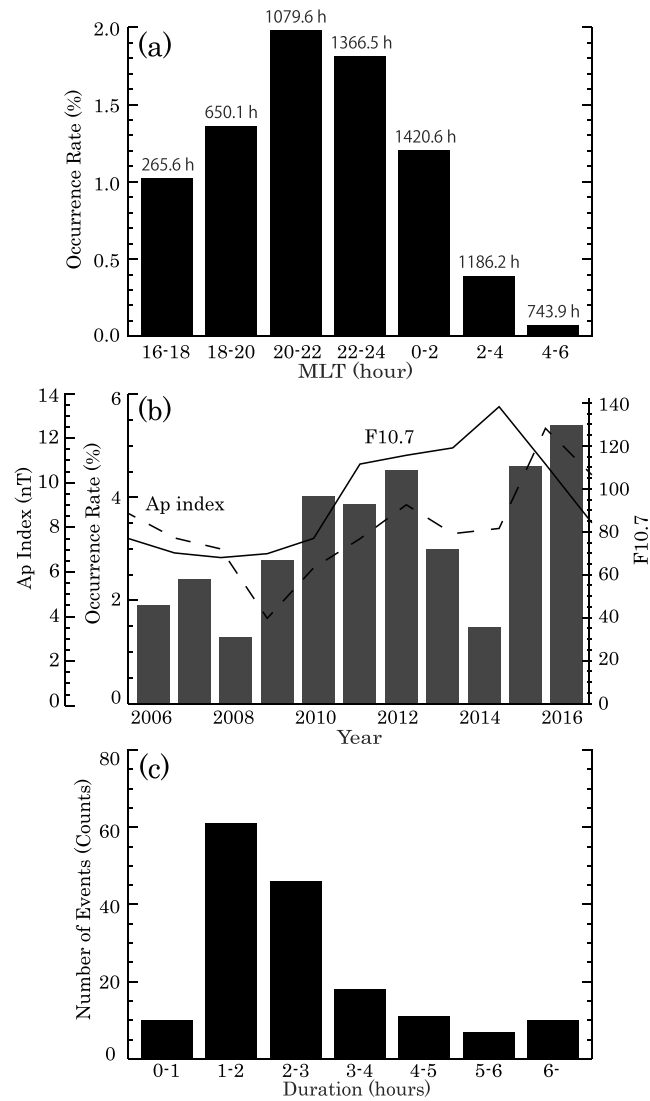 (a)
Occurrence Rate (%)
2.0
1.5
1.0
0.5
0.0
265.6 h
650.1 h
1079.6 h
1366.5 h
1420.6 h
1186.2 h
743.9 h
16-18 18-20 20-22 22-24 0-2 2-4 4-6
MLT (hour)
(b)
Ap Index (nT)
14
12
10
8
6
4
2
0
Occurrence Rate (%)
6
4
2
0
Ap index
F10.7
140
120
100
80
60
40
20
0
F10.7
2006 2008 2010 2012 2014 2016
Year
(c)
Number of Events (Counts)
80
60
40
20
0
0-1 1-2 2-3 3-4 4-5 5-6 6-
Duration (hours)